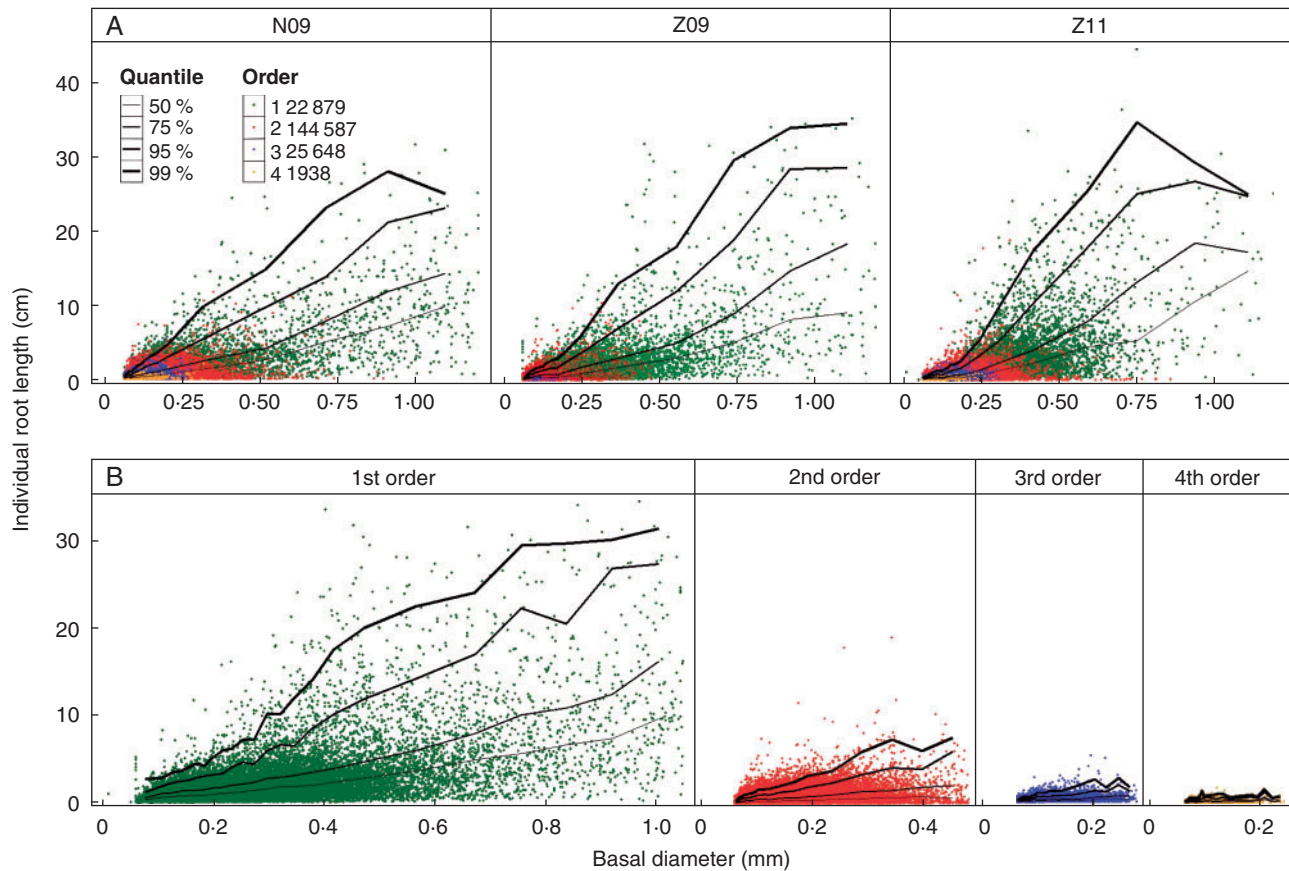 A
N09
Z09
Z11
Quantile Order
50 % 1 22 879
75 % 2 144 587
95 % 3 25 648
99 % 4 1938
40
30
20
10
0
0 0·25 0·50 0·75 1·00
0 0·25 0·50 0·75 1·00
0 0·25 0·50 0·75 1·00
Individual root length (cm)
B
1st order
2nd order
3rd order
4th order
30
20
10
0
0 0·2 0·4 0·6 0·8 1·0
0 0·2 0·4
0 0·2
0 0·2
Basal diameter (mm)